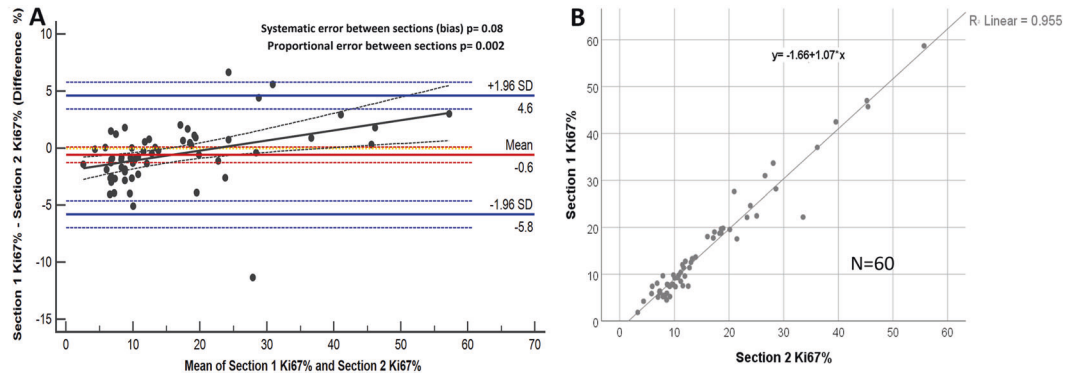 A
Systematic error between sections (bias) p= 0.08
Proportional error between sections p= 0.002
Section 1 Ki67% - Section 2 Ki67% (Difference %)
10
5
0
-5
-10
-15
+1.96 SD
4.6
Mean
-0.6
-1.96 SD
-5.8
0 10 20 30 40 50 60 70
Mean of Section 1 Ki67% and Section 2 Ki67%
B
R² Linear = 0.955
y= -1.66+1.07*x
Section 1 Ki67%
60
50
40
30
20
10
0
N=60
0 10 20 30 40 50 60
Section 2 Ki67%